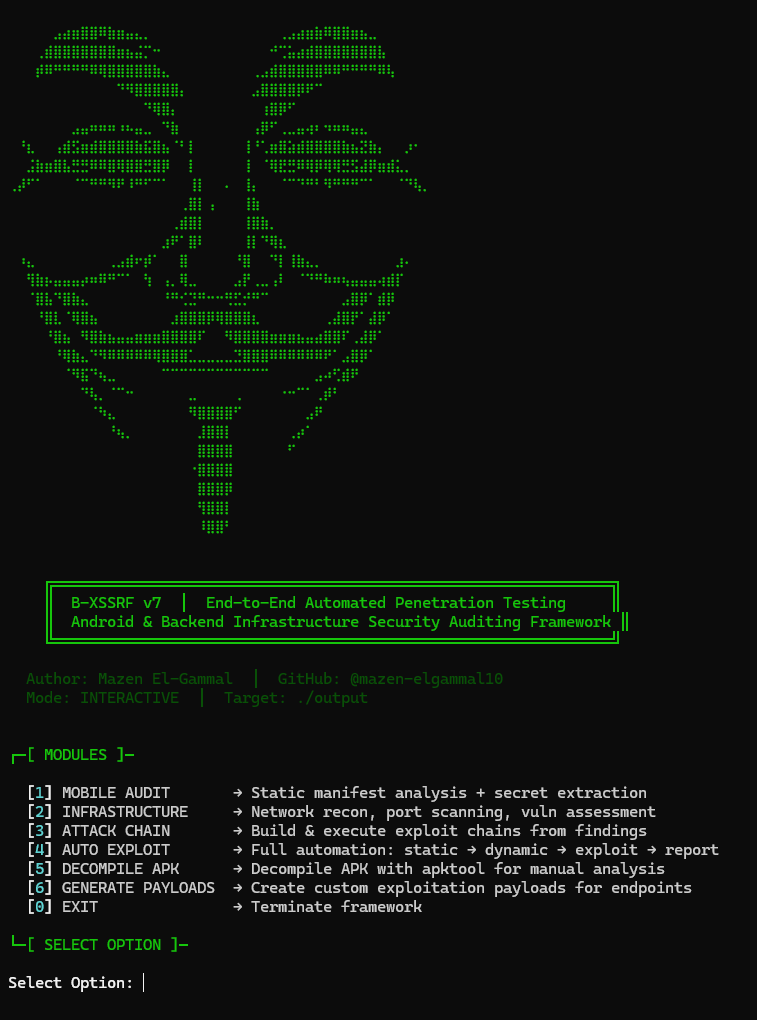 B-XSSRF v7 | End-to-End Automated Penetration Testing
Android & Backend Infrastructure Security Auditing Framework
Author: Mazen El-Gammal | GitHub: @mazen-elgammal10
Mode: INTERACTIVE | Target: ./output
[ MODULES ]
[1] MOBILE AUDIT → Static manifest analysis + secret extraction
[2] INFRASTRUCTURE → Network recon, port scanning, vuln assessment
[3] ATTACK CHAIN → Build & execute exploit chains from findings
[4] AUTO EXPLOIT → Full automation: static → dynamic → exploit → report
[5] DECOMPILE APK → Decompile APK with apktool for manual analysis
[6] GENERATE PAYLOADS → Create custom exploitation payloads for endpoints
[0] EXIT → Terminate framework
[ SELECT OPTION ]
Select Option: